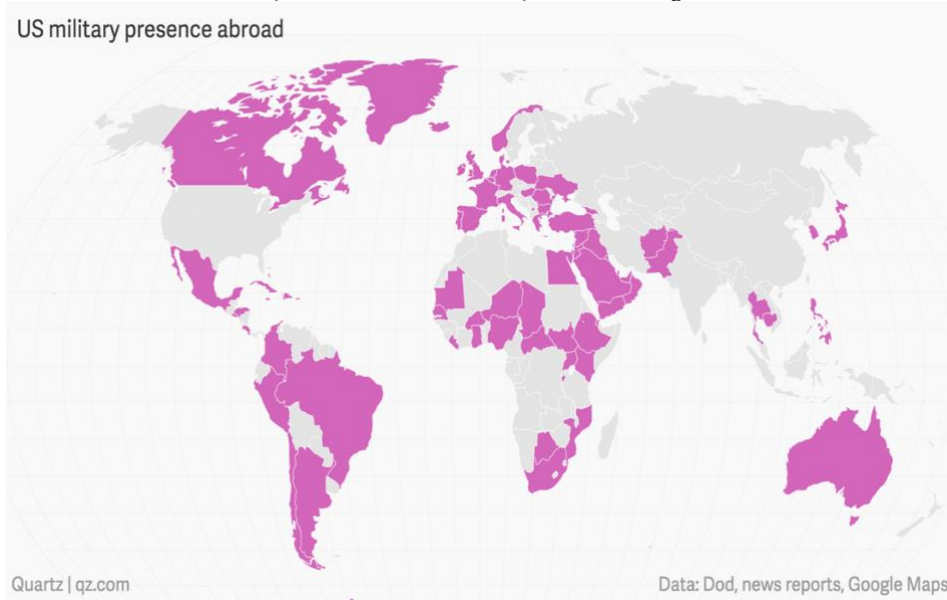 US military presence abroad
Quartz | qz.com
Data: Dod, news reports, Google Maps